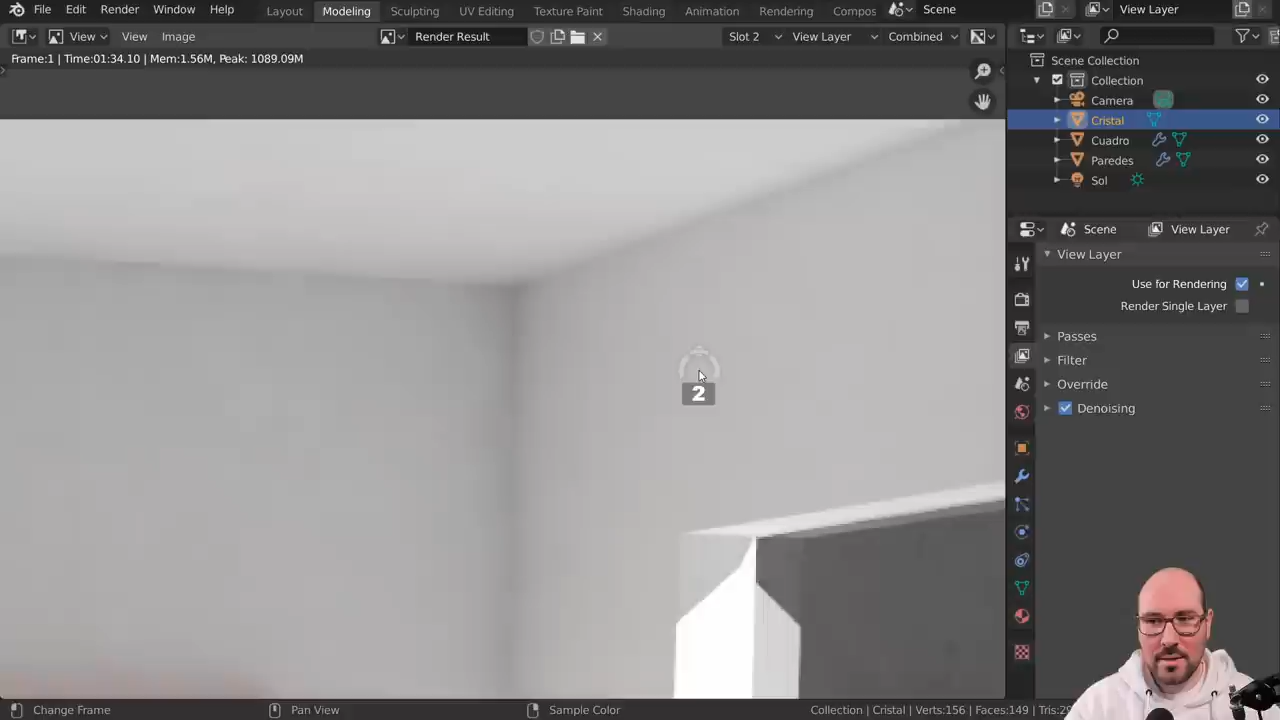 File Edit Render Window Help Layout Modeling Sculpting UV Editing Texture Paint Shading Animation Rendering Compos Scene View Layer
View View Image Render Result Slot 2 View Layer Combined
Frame:1 | Time:01:34.10 | Mem:1.56M, Peak: 1089.09M
Scene Collection
Collection
Camera
Cristal
Cuadro
Paredes
Sol
Scene View Layer
View Layer
Use for Rendering
Render Single Layer
Passes
Filter
Override
Denoising
2
Change Frame Pan View Sample Color Collection | Cristal | Verts:156 | Faces:149 | Tris:29